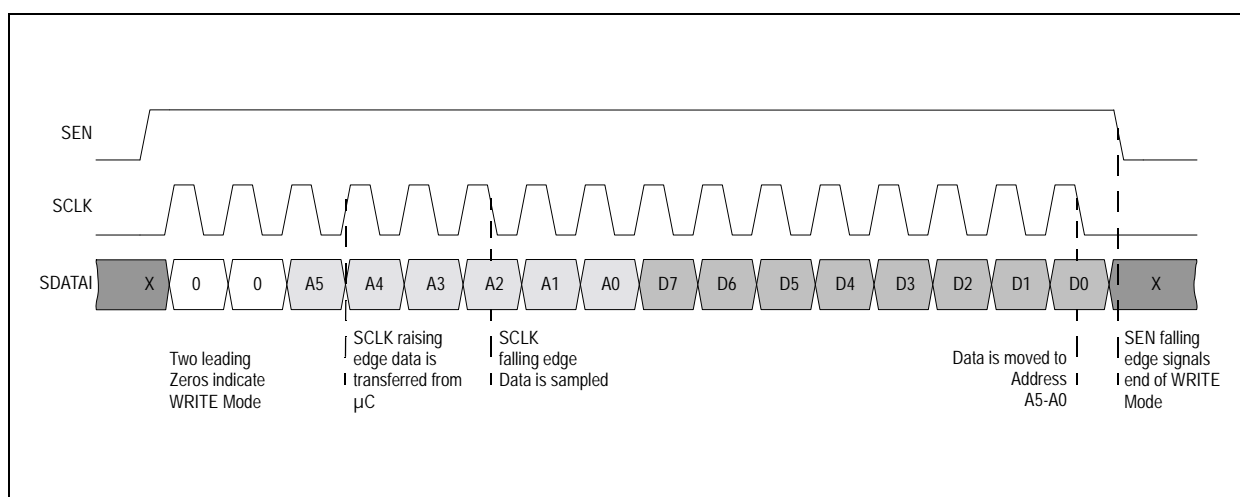 SEN
SCLK
SDATAI X 0 0 A5 A4 A3 A2 A1 A0 D7 D6 D5 D4 D3 D2 D1 D0 X
Two leading
Zeros indicate
WRITE Mode
SCLK raising
edge data is
transferred from
µC
SCLK
falling edge
Data is sampled
Data is moved to
Address
A5-A0
SEN falling
edge signals
end of WRITE
Mode